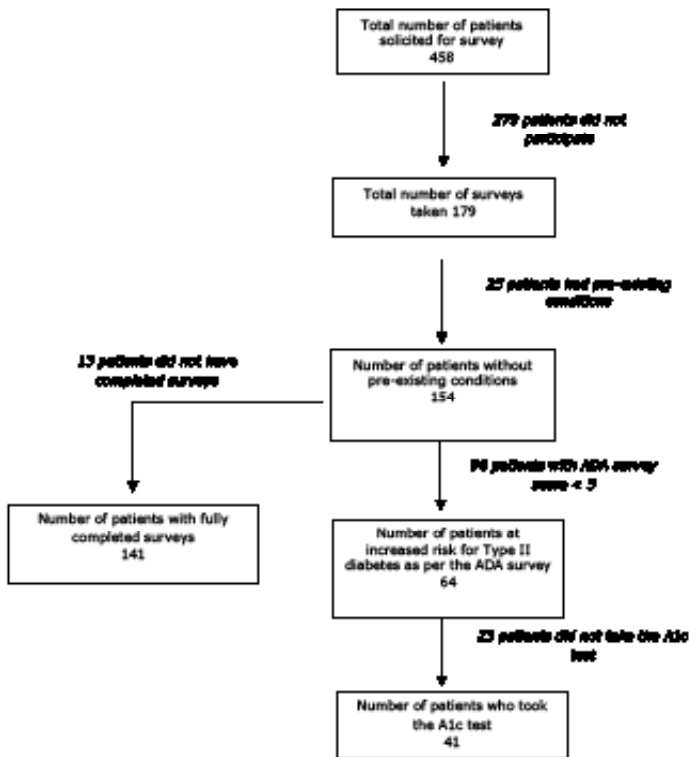 Total number of patients
solicited for survey
458
279 patients did not
participate
Total number of surveys
taken 179
25 patients had pre-existing
conditions
13 patients did not have
completed surveys
Number of patients without
pre-existing conditions
154
patients with ADA survey
score < 5
Number of patients with fully
completed surveys
141
Number of patients at
increased risk for Type II
diabetes as per the ADA survey
64
23 patients did not take the A1c
test
Number of patients who took
the A1c test
41